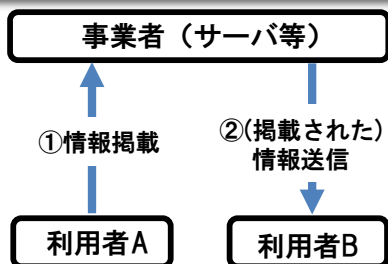 事業者（サーバ等）
①情報掲載
②(掲載された)
情報送信
利用者A
利用者B